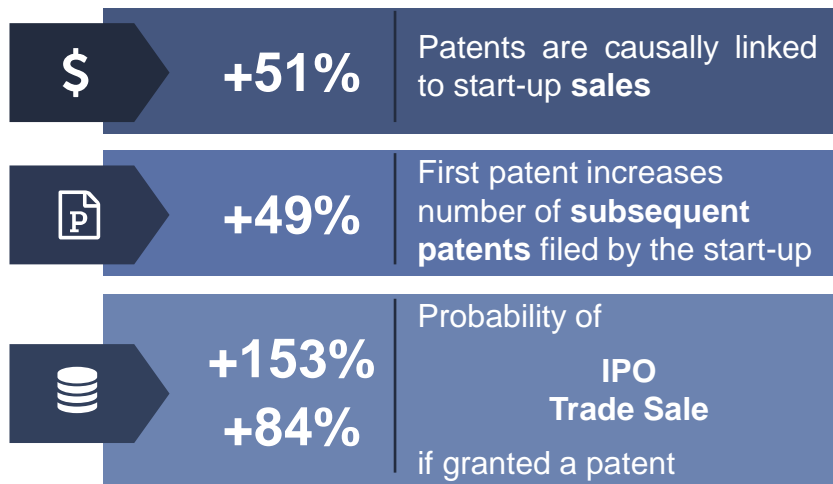 $
+51%
Patents are causally linked
to start-up sales
P
+49%
First patent increases
number of subsequent
patents filed by the start-up
+153%
+84%
Probability of
IPO
Trade Sale
if granted a patent